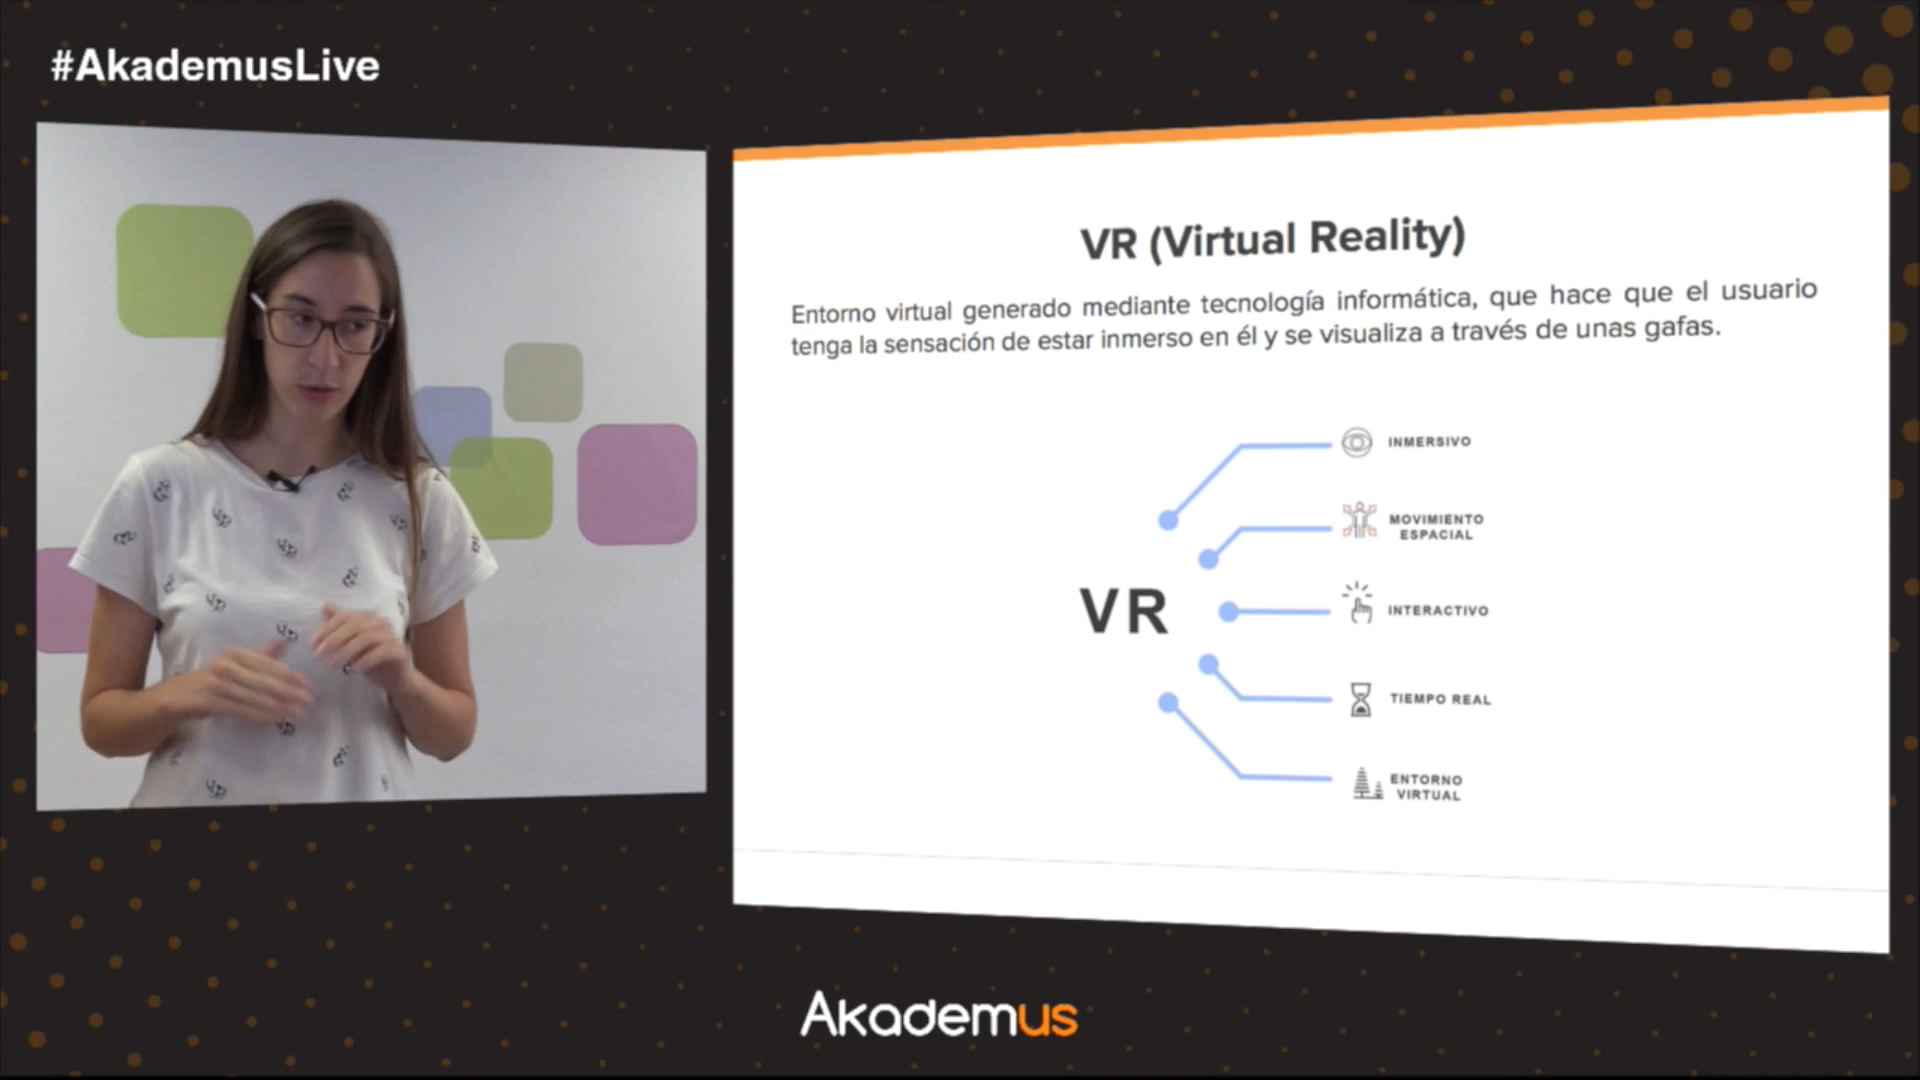 #AkademusLive
VR (Virtual Reality)
Entorno virtual generado mediante tecnología informática, que hace que el usuario
tenga la sensación de estar inmerso en él y se visualiza a través de unas gafas.
VR
INMERSIVO
MOVIMIENTO
ESPACIAL
INTERACTIVO
TIEMPO REAL
ENTORNO
VIRTUAL
Akademus